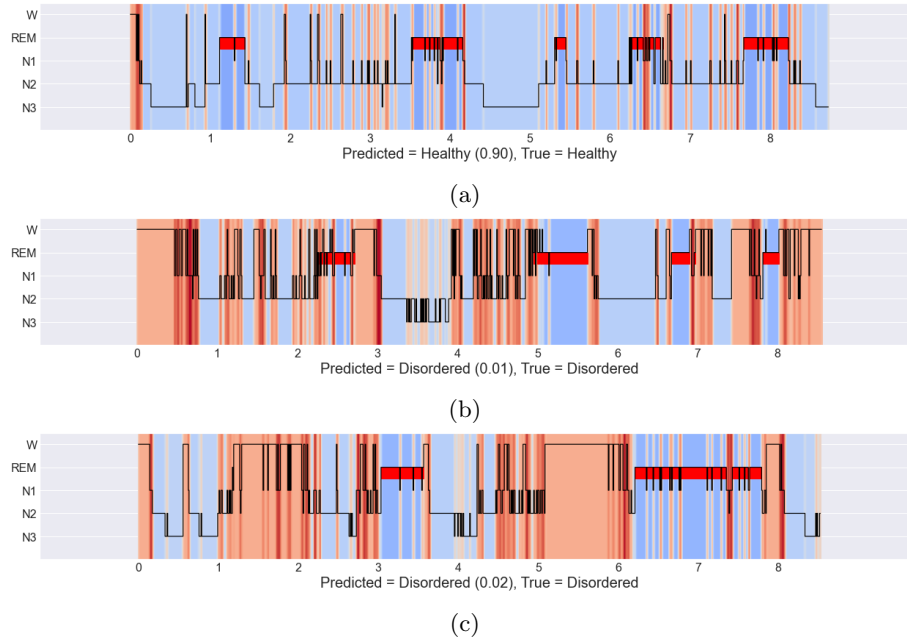 W
REM
N1
N2
N3
0 1 2 3 4 5 6 7 8
Predicted = Healthy (0.90), True = Healthy
(a)
W
REM
N1
N2
N3
0 1 2 3 4 5 6 7 8
Predicted = Disordered (0.01), True = Disordered
(b)
W
REM
N1
N2
N3
0 1 2 3 4 5 6 7 8
Predicted = Disordered (0.02), True = Disordered
(c)